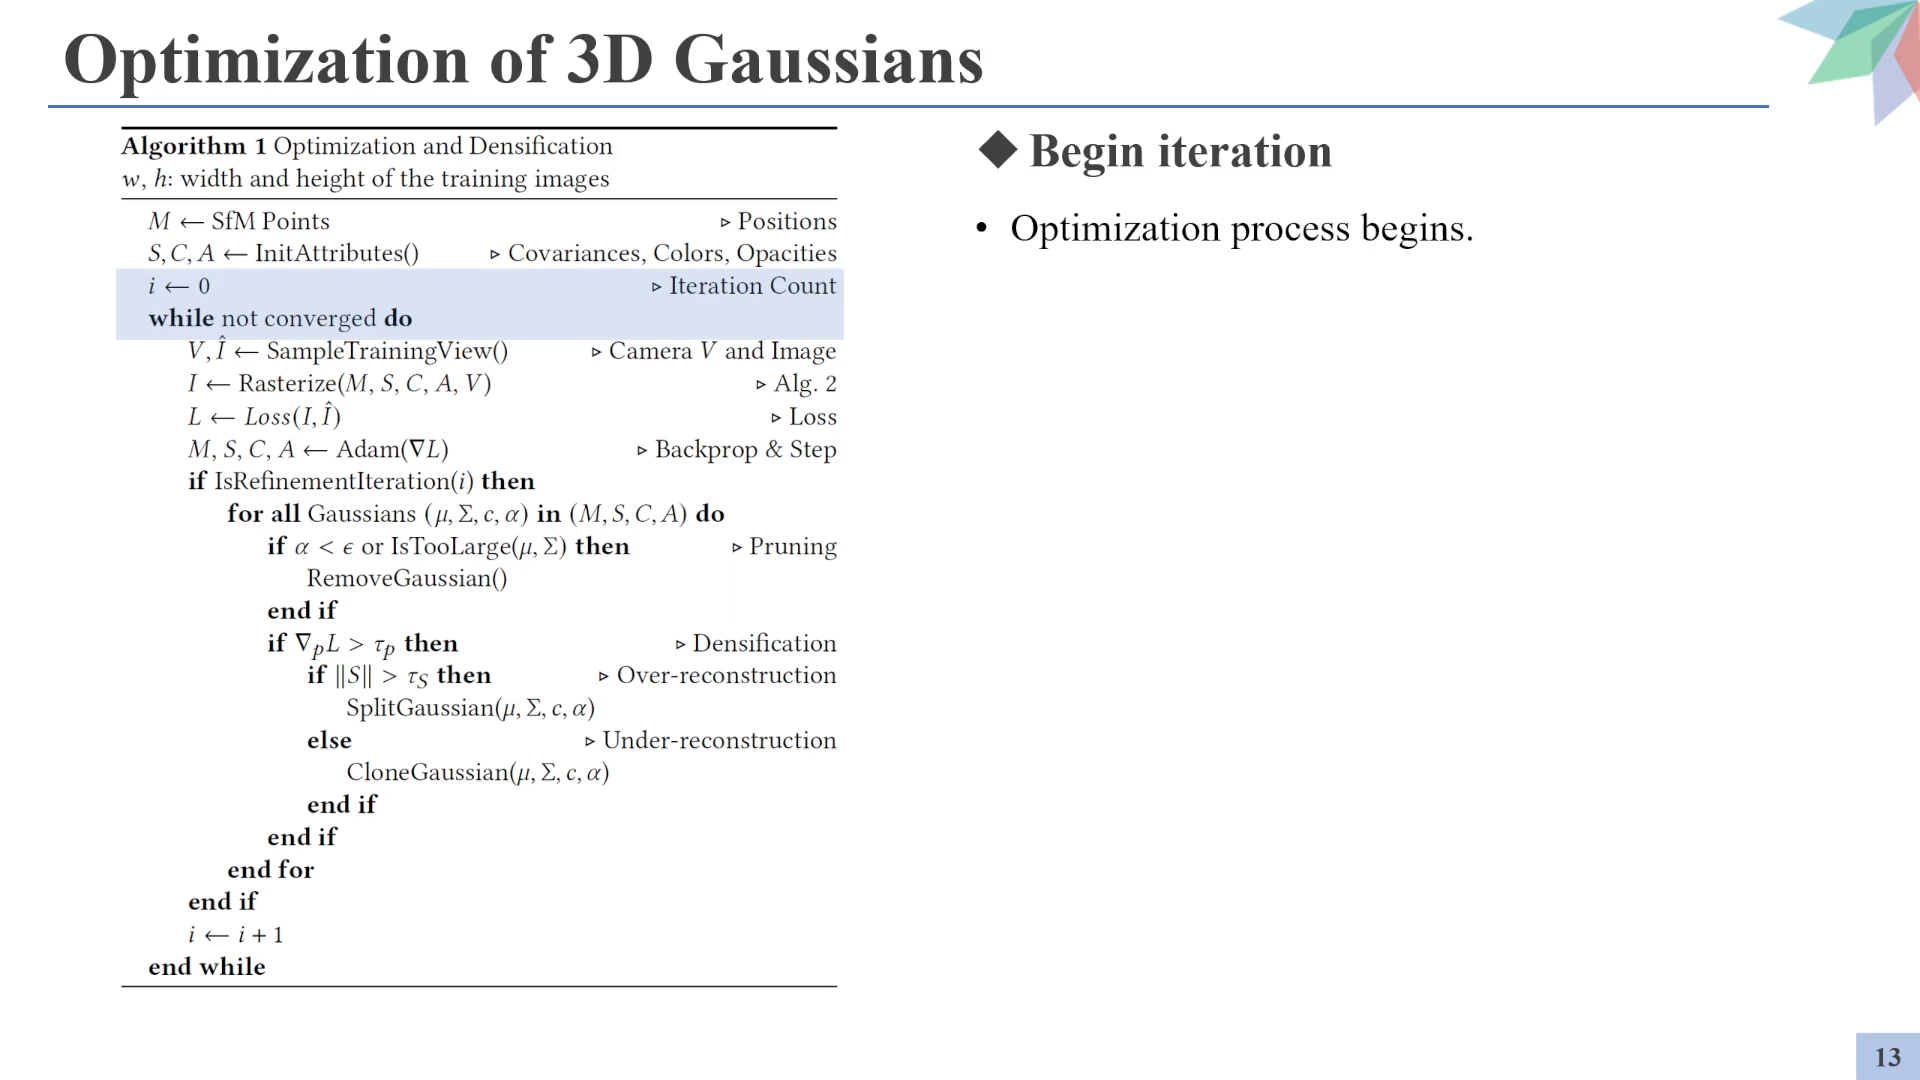 Optimization of 3D Gaussians
Algorithm 1 Optimization and Densification
w, h: width and height of the training images
M ← SfM Points ▹ Positions
S, C, A ← InitAttributes() ▹ Covariances, Colors, Opacities
i ← 0 ▹ Iteration Count
while not converged do
V, Î ← SampleTrainingView() ▹ Camera V and Image
I ← Rasterize(M, S, C, A, V) ▹ Alg. 2
L ← Loss(I, Î) ▹ Loss
M, S, C, A ← Adam(∇L) ▹ Backprop & Step
if IsRefinementIteration(i) then
for all Gaussians (μ, Σ, c, α) in (M, S, C, A) do
if α < ϵ or IsTooLarge(μ, Σ) then ▹ Pruning
RemoveGaussian()
end if
if ∇pL > τp then ▹ Densification
if ‖S‖ > τS then ▹ Over-reconstruction
SplitGaussian(μ, Σ, c, α)
else ▹ Under-reconstruction
CloneGaussian(μ, Σ, c, α)
end if
end if
end for
end if
i ← i + 1
end while
◆ Begin iteration
• Optimization process begins.
13